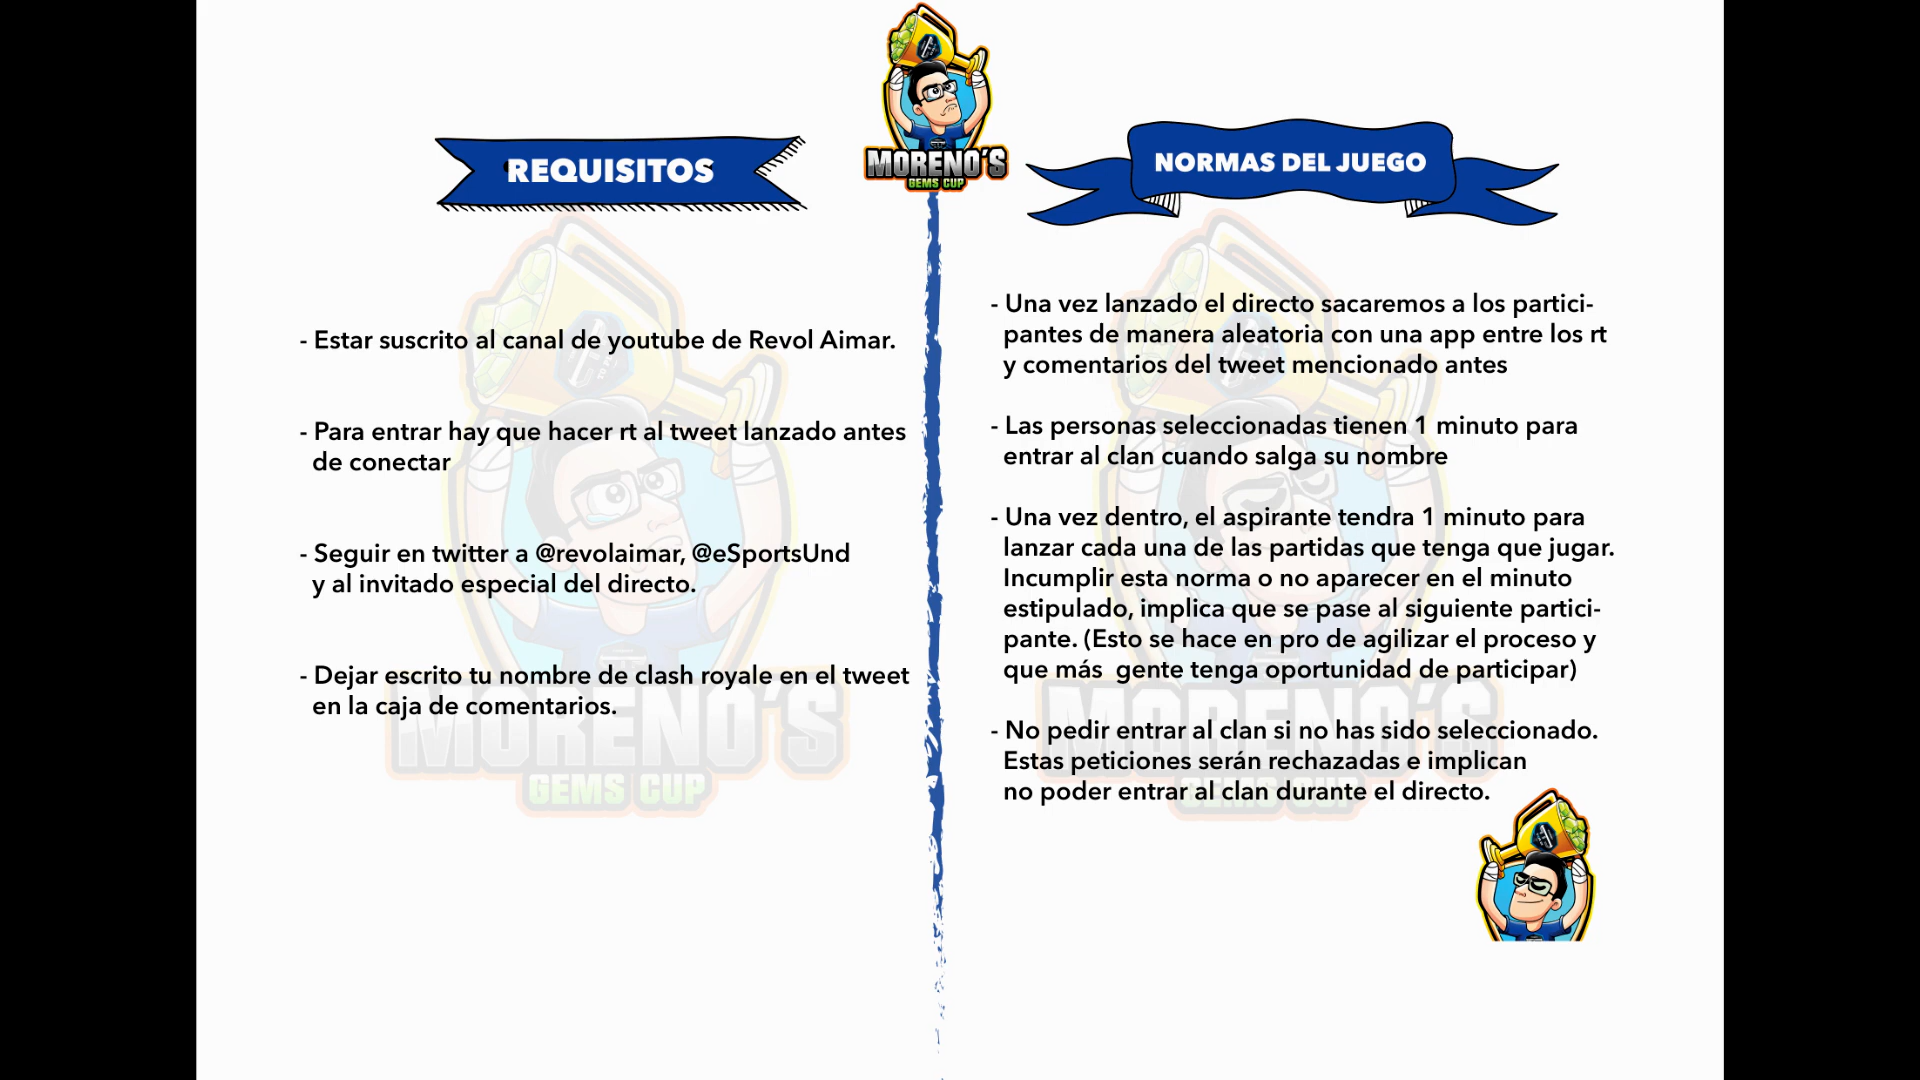 MORENO'S
GEMS CUP
REQUISITOS
- Estar suscrito al canal de youtube de Revol Aimar.
- Para entrar hay que hacer rt al tweet lanzado antes
de conectar
- Seguir en twitter a @revolaimar, @eSportsUnd
y al invitado especial del directo.
- Dejar escrito tu nombre de clash royale en el tweet
en la caja de comentarios.
MORENO'S
GEMS CUP
NORMAS DEL JUEGO
- Una vez lanzado el directo sacaremos a los partici-
pantes de manera aleatoria con una app entre los rt
y comentarios del tweet mencionado antes
- Las personas seleccionadas tienen 1 minuto para
entrar al clan cuando salga su nombre
- Una vez dentro, el aspirante tendra 1 minuto para
lanzar cada una de las partidas que tenga que jugar.
Incumplir esta norma o no aparecer en el minuto
estipulado, implica que se pase al siguiente partici-
pante. (Esto se hace en pro de agilizar el proceso y
que más  gente tenga oportunidad de participar)
- No pedir entrar al clan si no has sido seleccionado.
Estas peticiones serán rechazadas e implican
no poder entrar al clan durante el directo.
MORENO'S
GEMS CUP